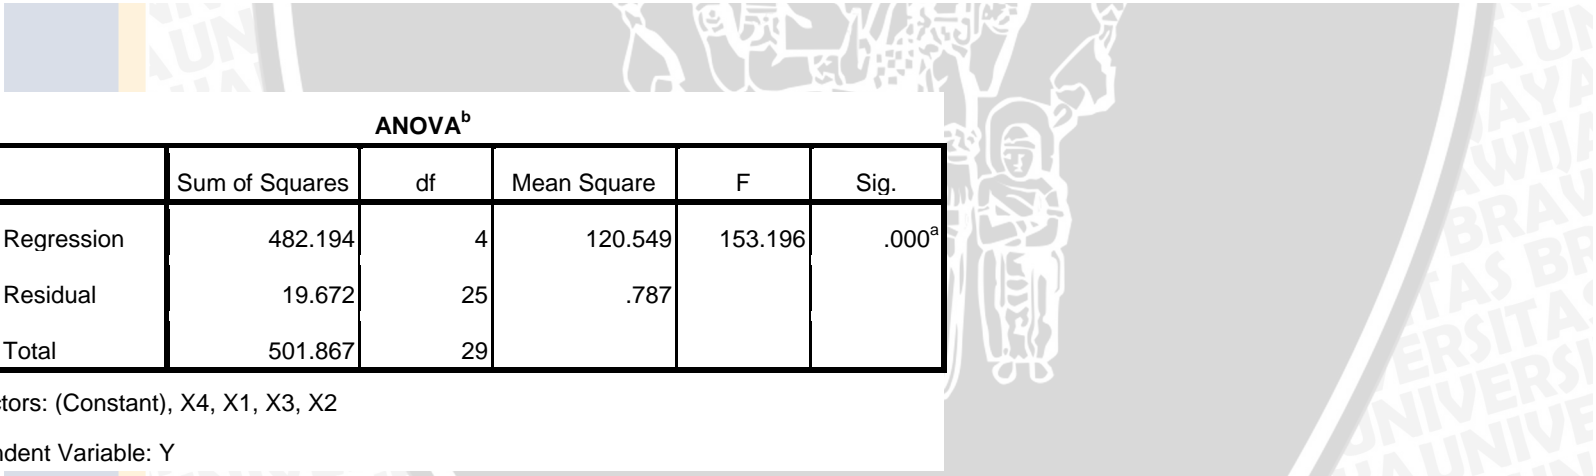 ANOVAb
Sum of Squares df Mean Square F Sig.
Regression 482.194 4 120.549 153.196 .000a
Residual 19.672 25 .787
Total 501.867 29
ctors: (Constant), X4, X1, X3, X2
ndent Variable: Y